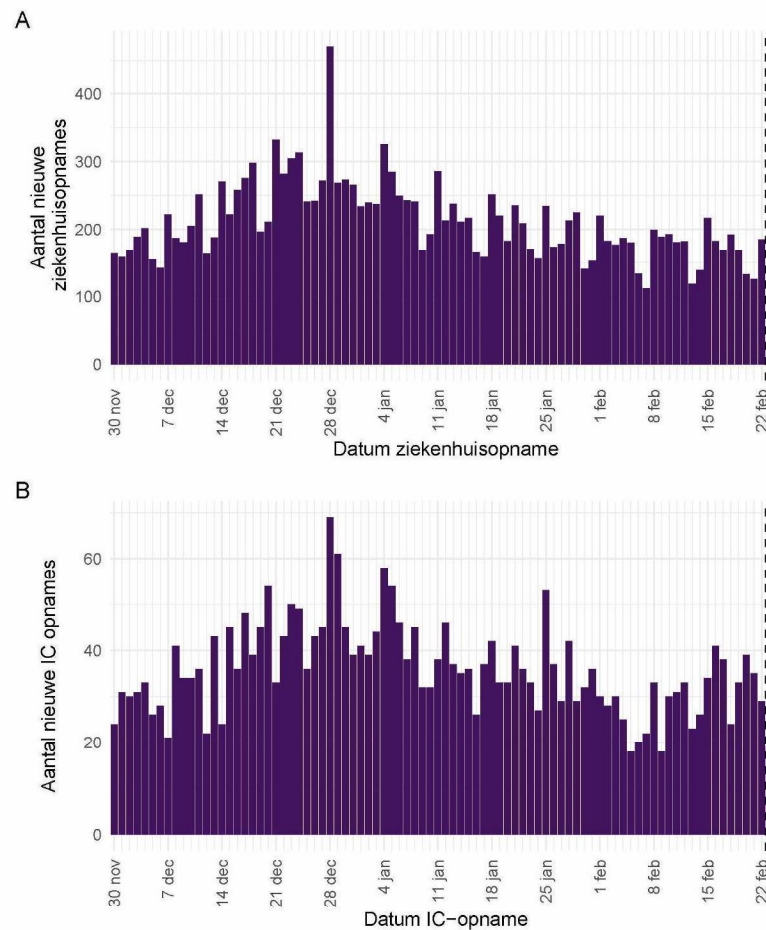 A
Aantal nieuwe
ziekenhuisopnames
400
300
200
100
0
30 nov
7 dec
14 dec
21 dec
28 dec
4 jan
11 jan
18 jan
25 jan
1 feb
8 feb
15 feb
22 feb
Datum ziekenhuisopname
B
Aantal nieuwe IC opnames
60
40
20
0
30 nov
7 dec
14 dec
21 dec
28 dec
4 jan
11 jan
18 jan
25 jan
1 feb
8 feb
15 feb
22 feb
Datum IC−opname